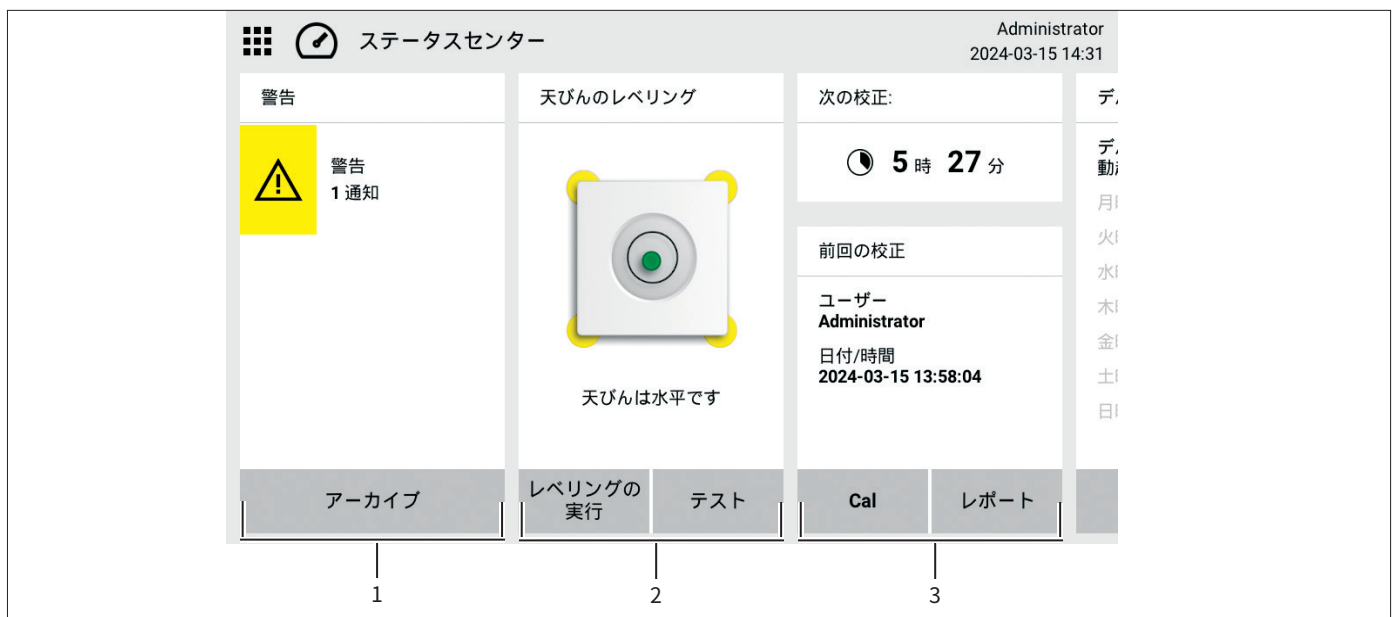 ステータスセンター
Administrator
2024-03-15 14:31
警告
警告
1 通知
アーカイブ
天びんのレベリング
天びんは水平です
レベリングの
実行
テスト
次の校正:
5 時 27 分
前回の校正
ユーザー
Administrator
日付/時間
2024-03-15 13:58:04
Cal
レポート
1
2
3